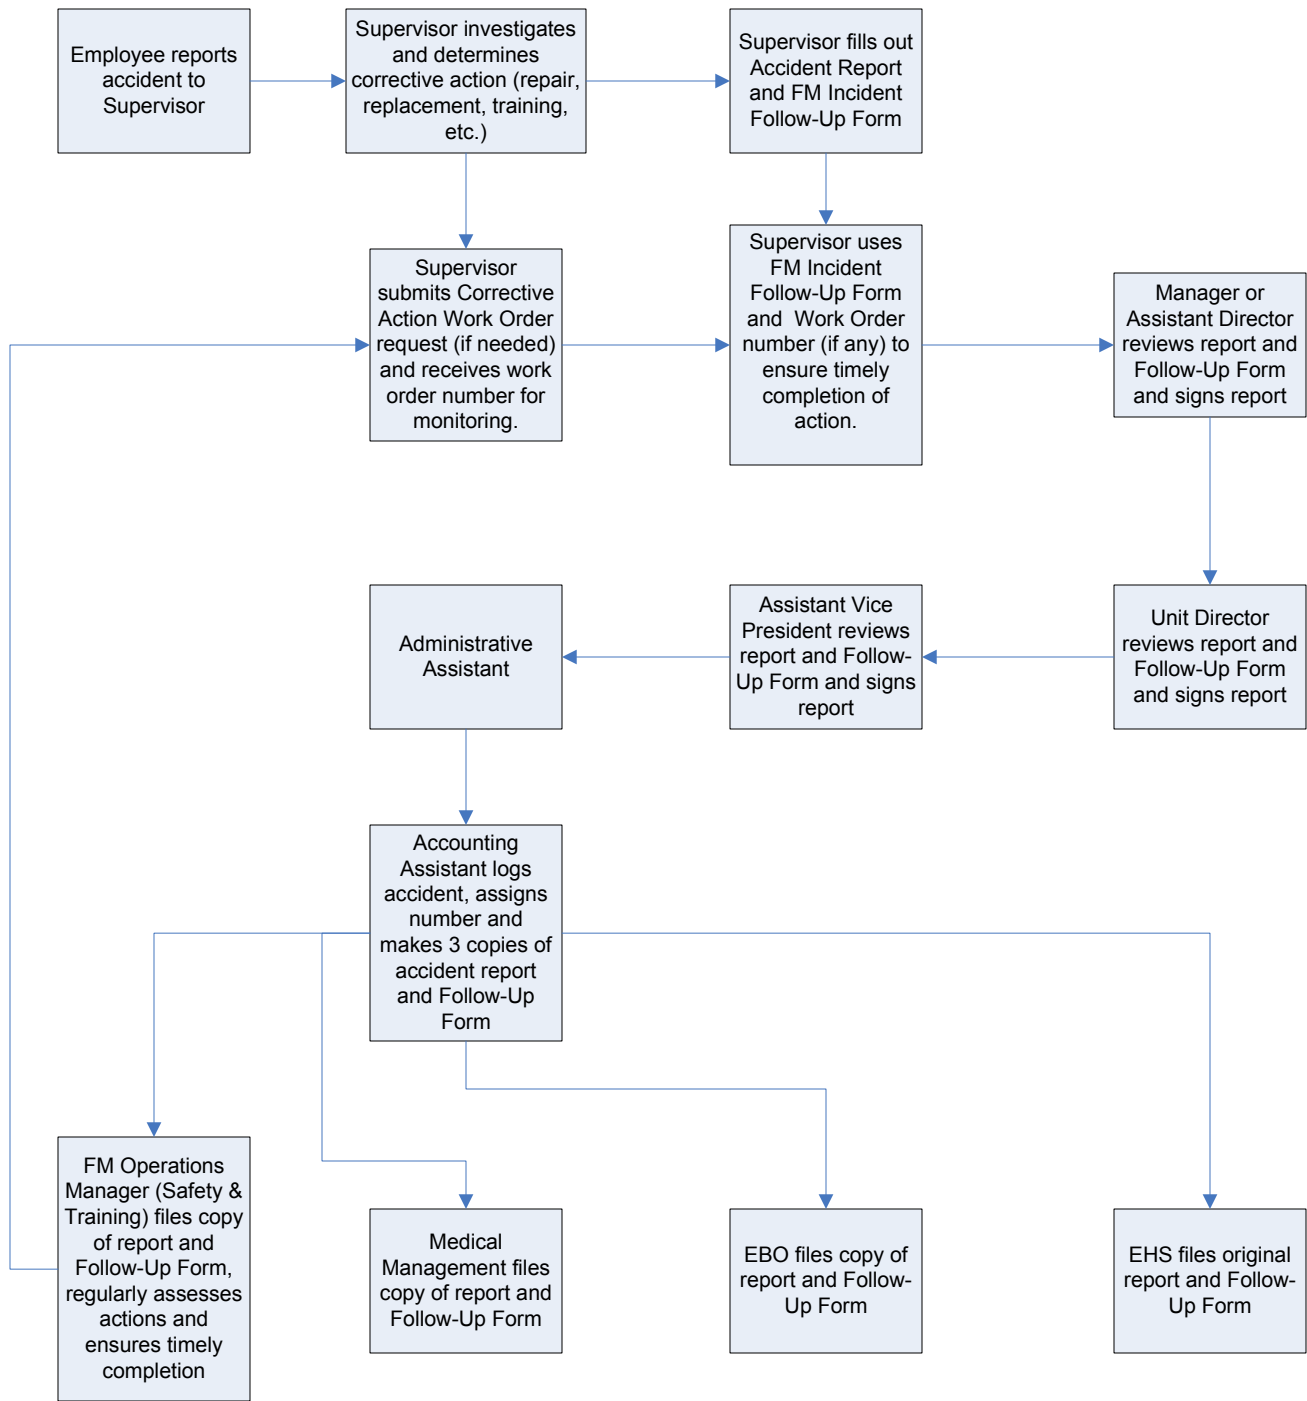 Employee reports
accident to
Supervisor
Supervisor investigates
and determines
corrective action (repair,
replacement, training,
etc.)
Supervisor fills out
Accident Report
and FM Incident
Follow-Up Form
Supervisor
submits Corrective
Action Work Order
request (if needed)
and receives work
order number for
monitoring.
Supervisor uses
FM Incident
Follow-Up Form
and Work Order
number (if any) to
ensure timely
completion of
action.
Manager or
Assistant Director
reviews report and
Follow-Up Form
and signs report
Administrative
Assistant
Assistant Vice
President reviews
report and Follow-
Up Form and signs
report
Unit Director
reviews report and
Follow-Up Form
and signs report
Accounting
Assistant logs
accident, assigns
number and
makes 3 copies of
accident report
and Follow-Up
Form
FM Operations
Manager (Safety &
Training) files copy
of report and
Follow-Up Form,
regularly assesses
actions and
ensures timely
completion
Medical
Management files
copy of report and
Follow-Up Form
EBO files copy of
report and Follow-
Up Form
EHS files original
report and Follow-
Up Form